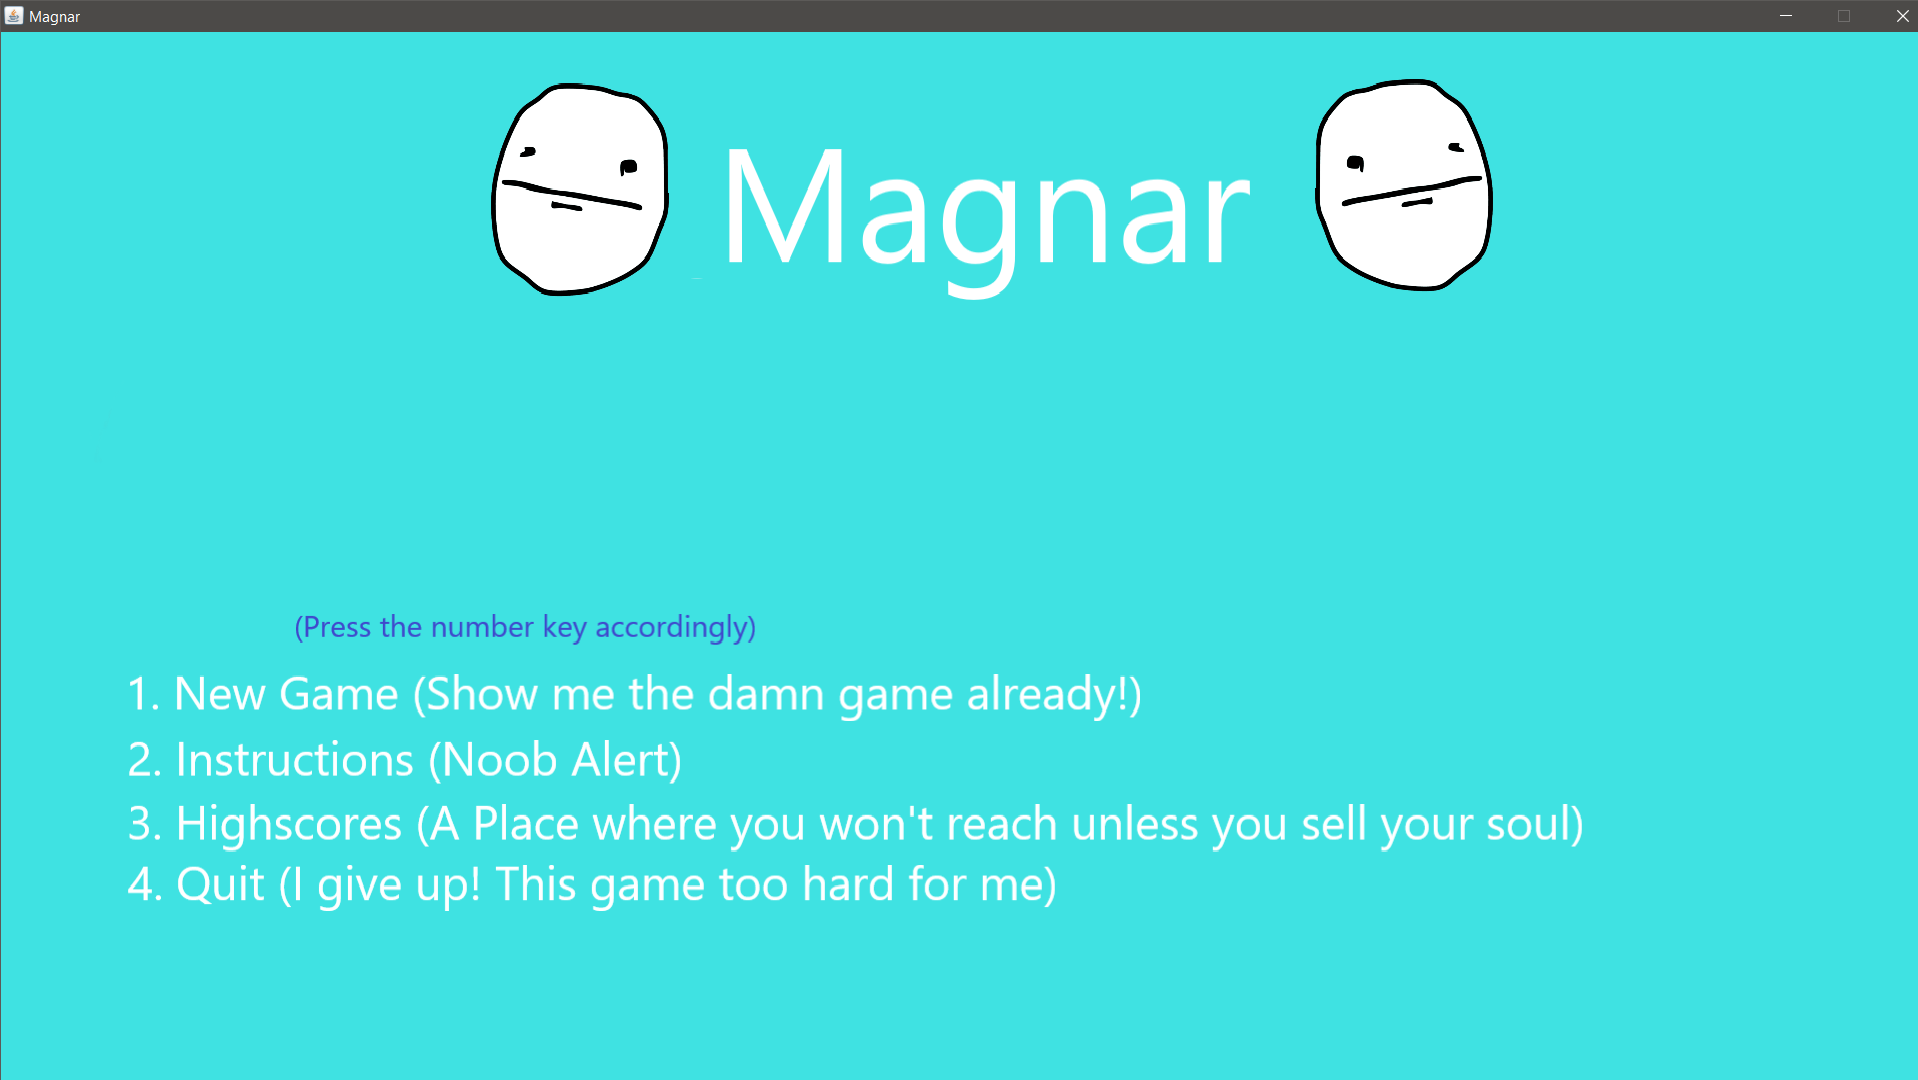 Magnar
Magnar
(Press the number key accordingly)
1. New Game (Show me the damn game already!)
2. Instructions (Noob Alert)
3. Highscores (A Place where you won't reach unless you sell your soul)
4. Quit (I give up! This game too hard for me)